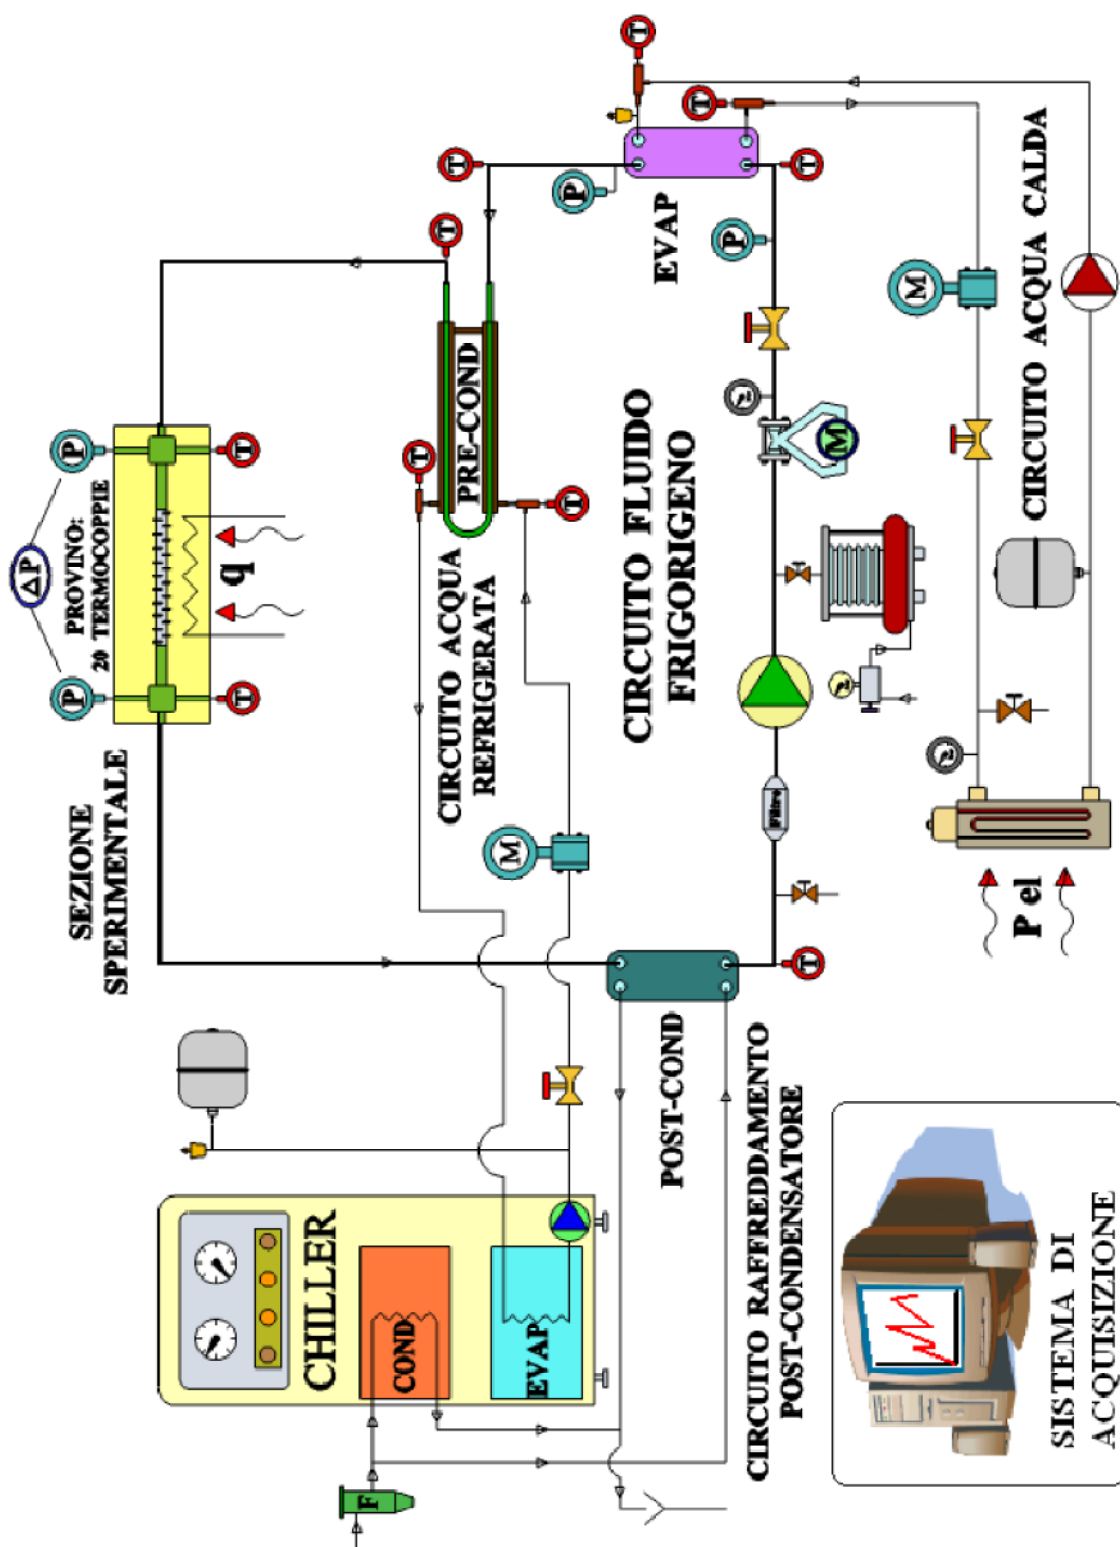 ΔP
P
P
PROVINO:
20 TERMOCOPPIE
q
T
T
SEZIONE
SPERIMENTALE
T
T
PRE-COND
T
T
CIRCUITO ACQUA
REFRIGERATA
M
T
T
P
EVAP
T
P
CIRCUITO FLUIDO
FRIGORIGENO
M
Filtro
T
M
CIRCUITO ACQUA CALDA
P el
CHILLER
COND
EVAP
F
POST-COND
CIRCUITO RAFFREDDAMENTO
POST-CONDENSATORE
SISTEMA DI
ACQUISIZIONE